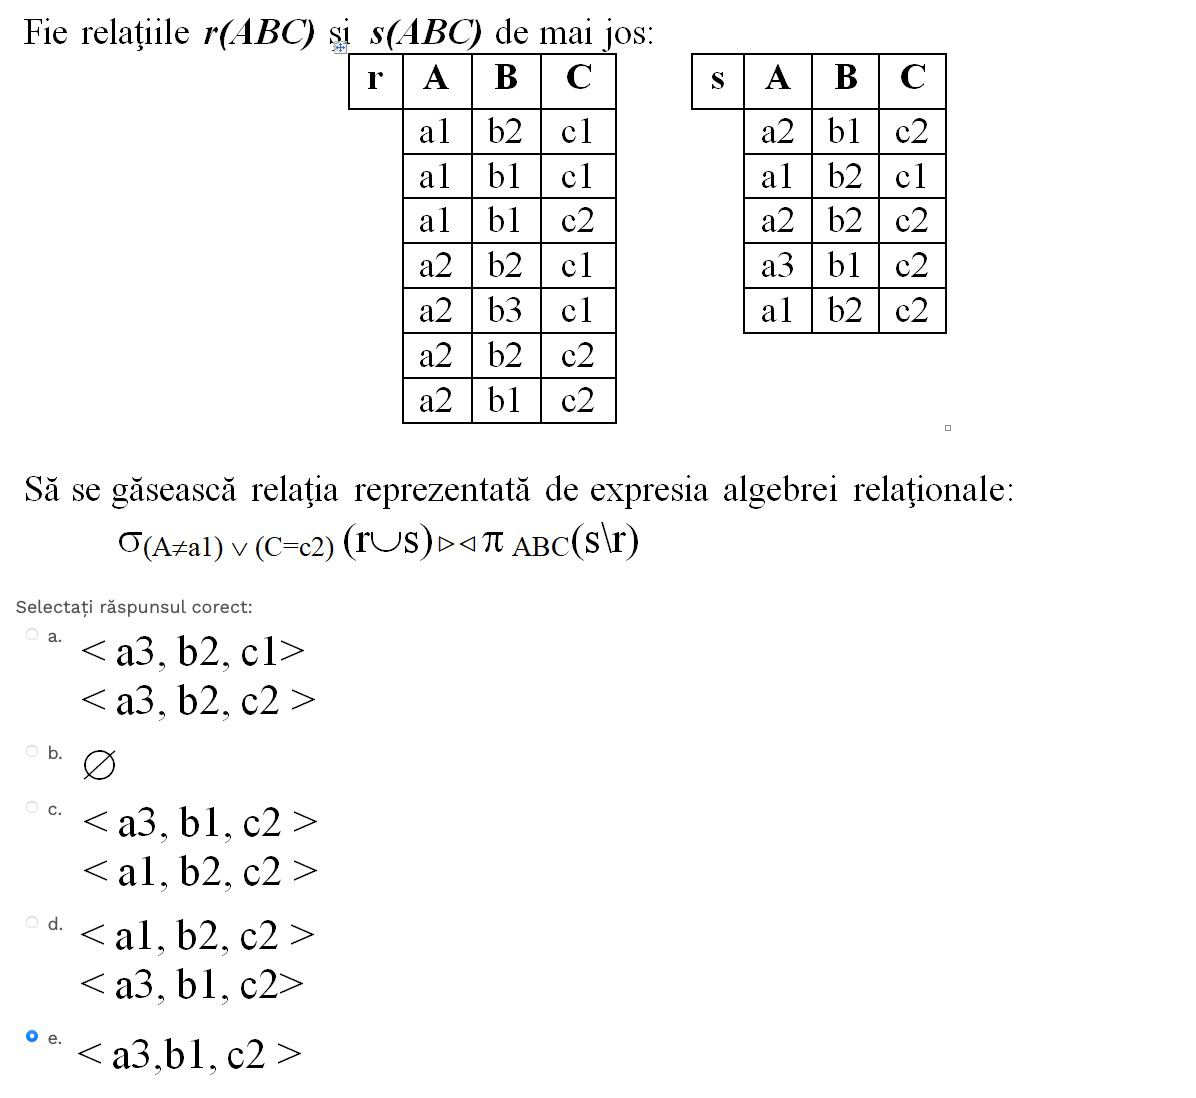 Fie relaţiile r(ABC) şi s(ABC) de mai jos:
r A B C
a1 b2 c1
a1 b1 c1
a1 b1 c2
a2 b2 c1
a2 b3 c1
a2 b2 c2
a2 b1 c2
s A B C
a2 b1 c2
a1 b2 c1
a2 b2 c2
a3 b1 c2
a1 b2 c2
Să se găsească relaţia reprezentată de expresia algebrei relaţionale:
σ(A≠a1) ∨ (C=c2) (r∪s)▷◁π ABC(s\r)
Selectați răspunsul corect:
a. < a3, b2, c1>
< a3, b2, c2 >
b. ∅
c. < a3, b1, c2 >
< a1, b2, c2 >
d. < a1, b2, c2 >
< a3, b1, c2>
e. < a3,b1, c2 >